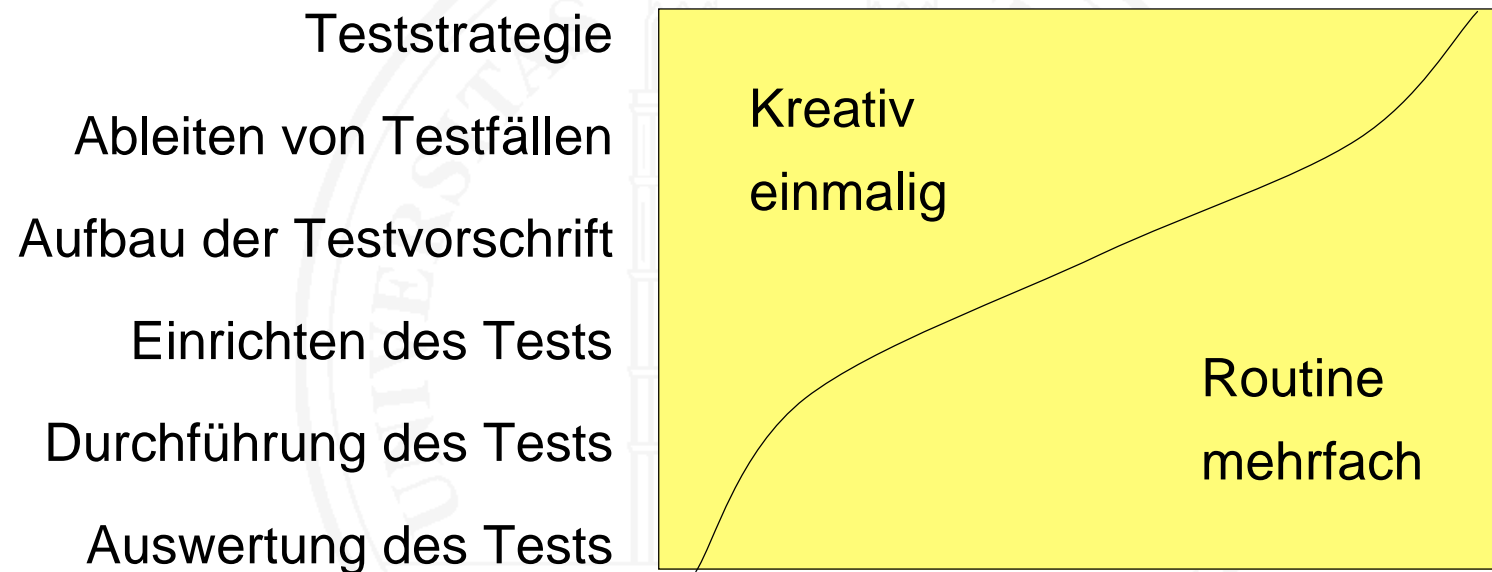 Teststrategie
Ableiten von Testfällen
Aufbau der Testvorschrift
Einrichten des Tests
Durchführung des Tests
Auswertung des Tests
Kreativ
einmalig
Routine
mehrfach